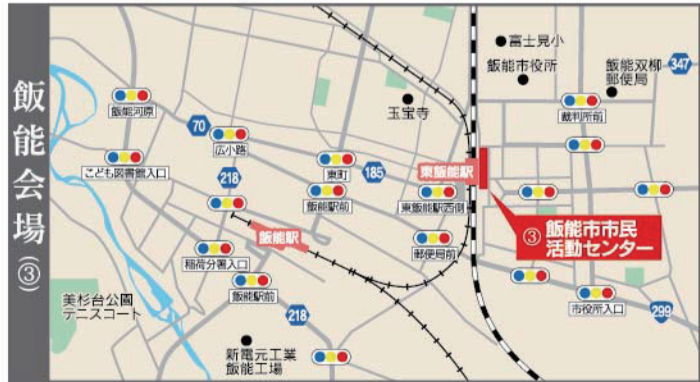 飯能会場(③)
富士見小
飯能市役所
飯能双柳
郵便局
347
飯能河原
玉宝寺
裁判所前
70
広小路
こども図書館入口
東町
185
東飯能駅
218
飯能駅前
東飯能駅西側
飯能駅
③ 飯能市市民
活動センター
稲荷分署入口
郵便局前
美杉台公園
テニスコート
飯能駅前
218
市役所入口
299
新電元工業
飯能工場